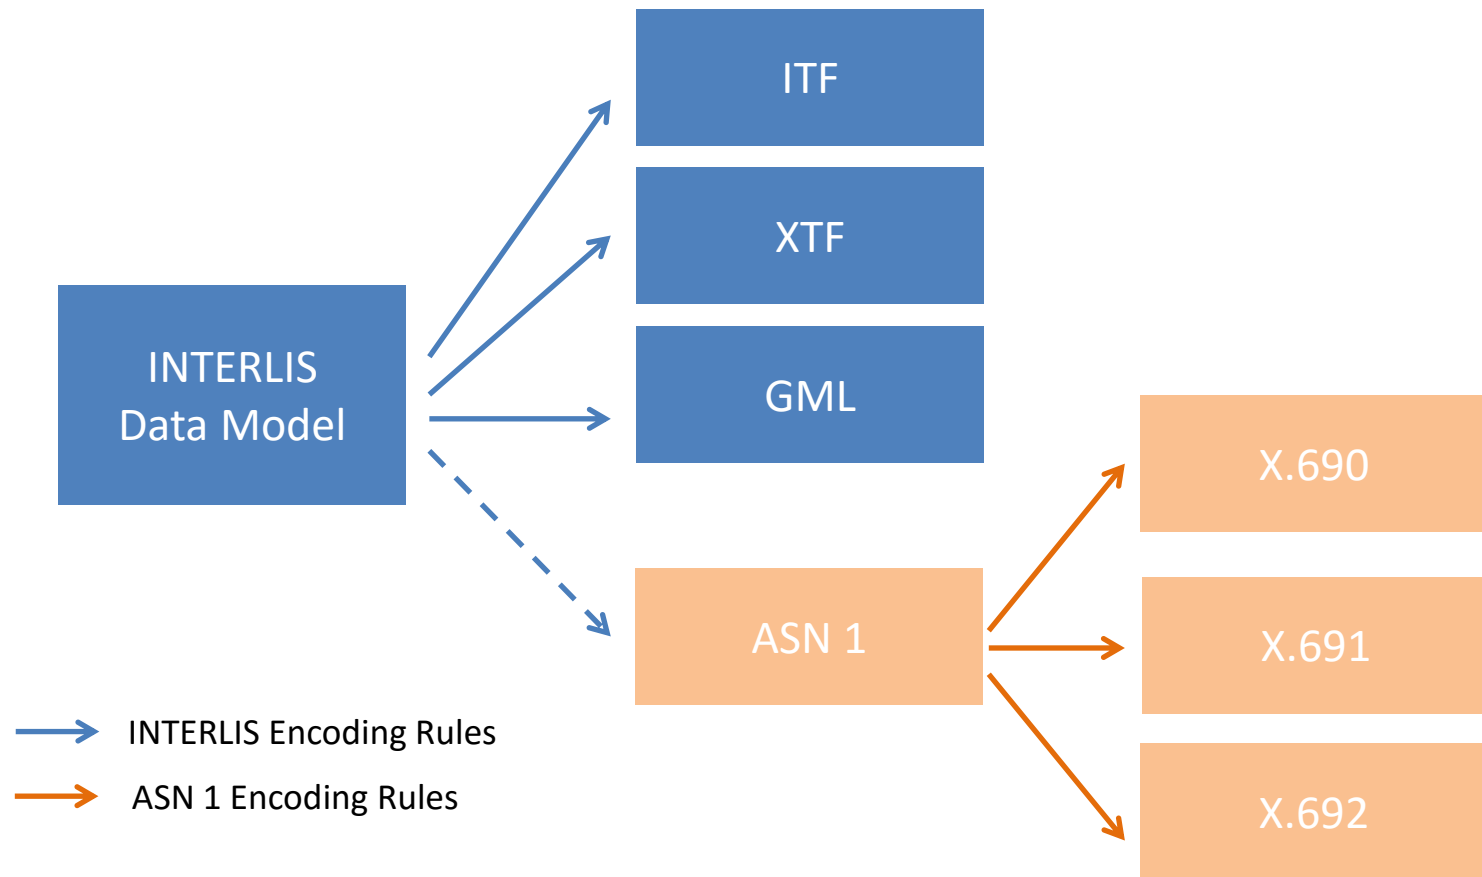 ITF
XTF
INTERLIS
Data Model
GML
X.690
ASN 1
X.691
INTERLIS Encoding Rules
ASN 1 Encoding Rules
X.692